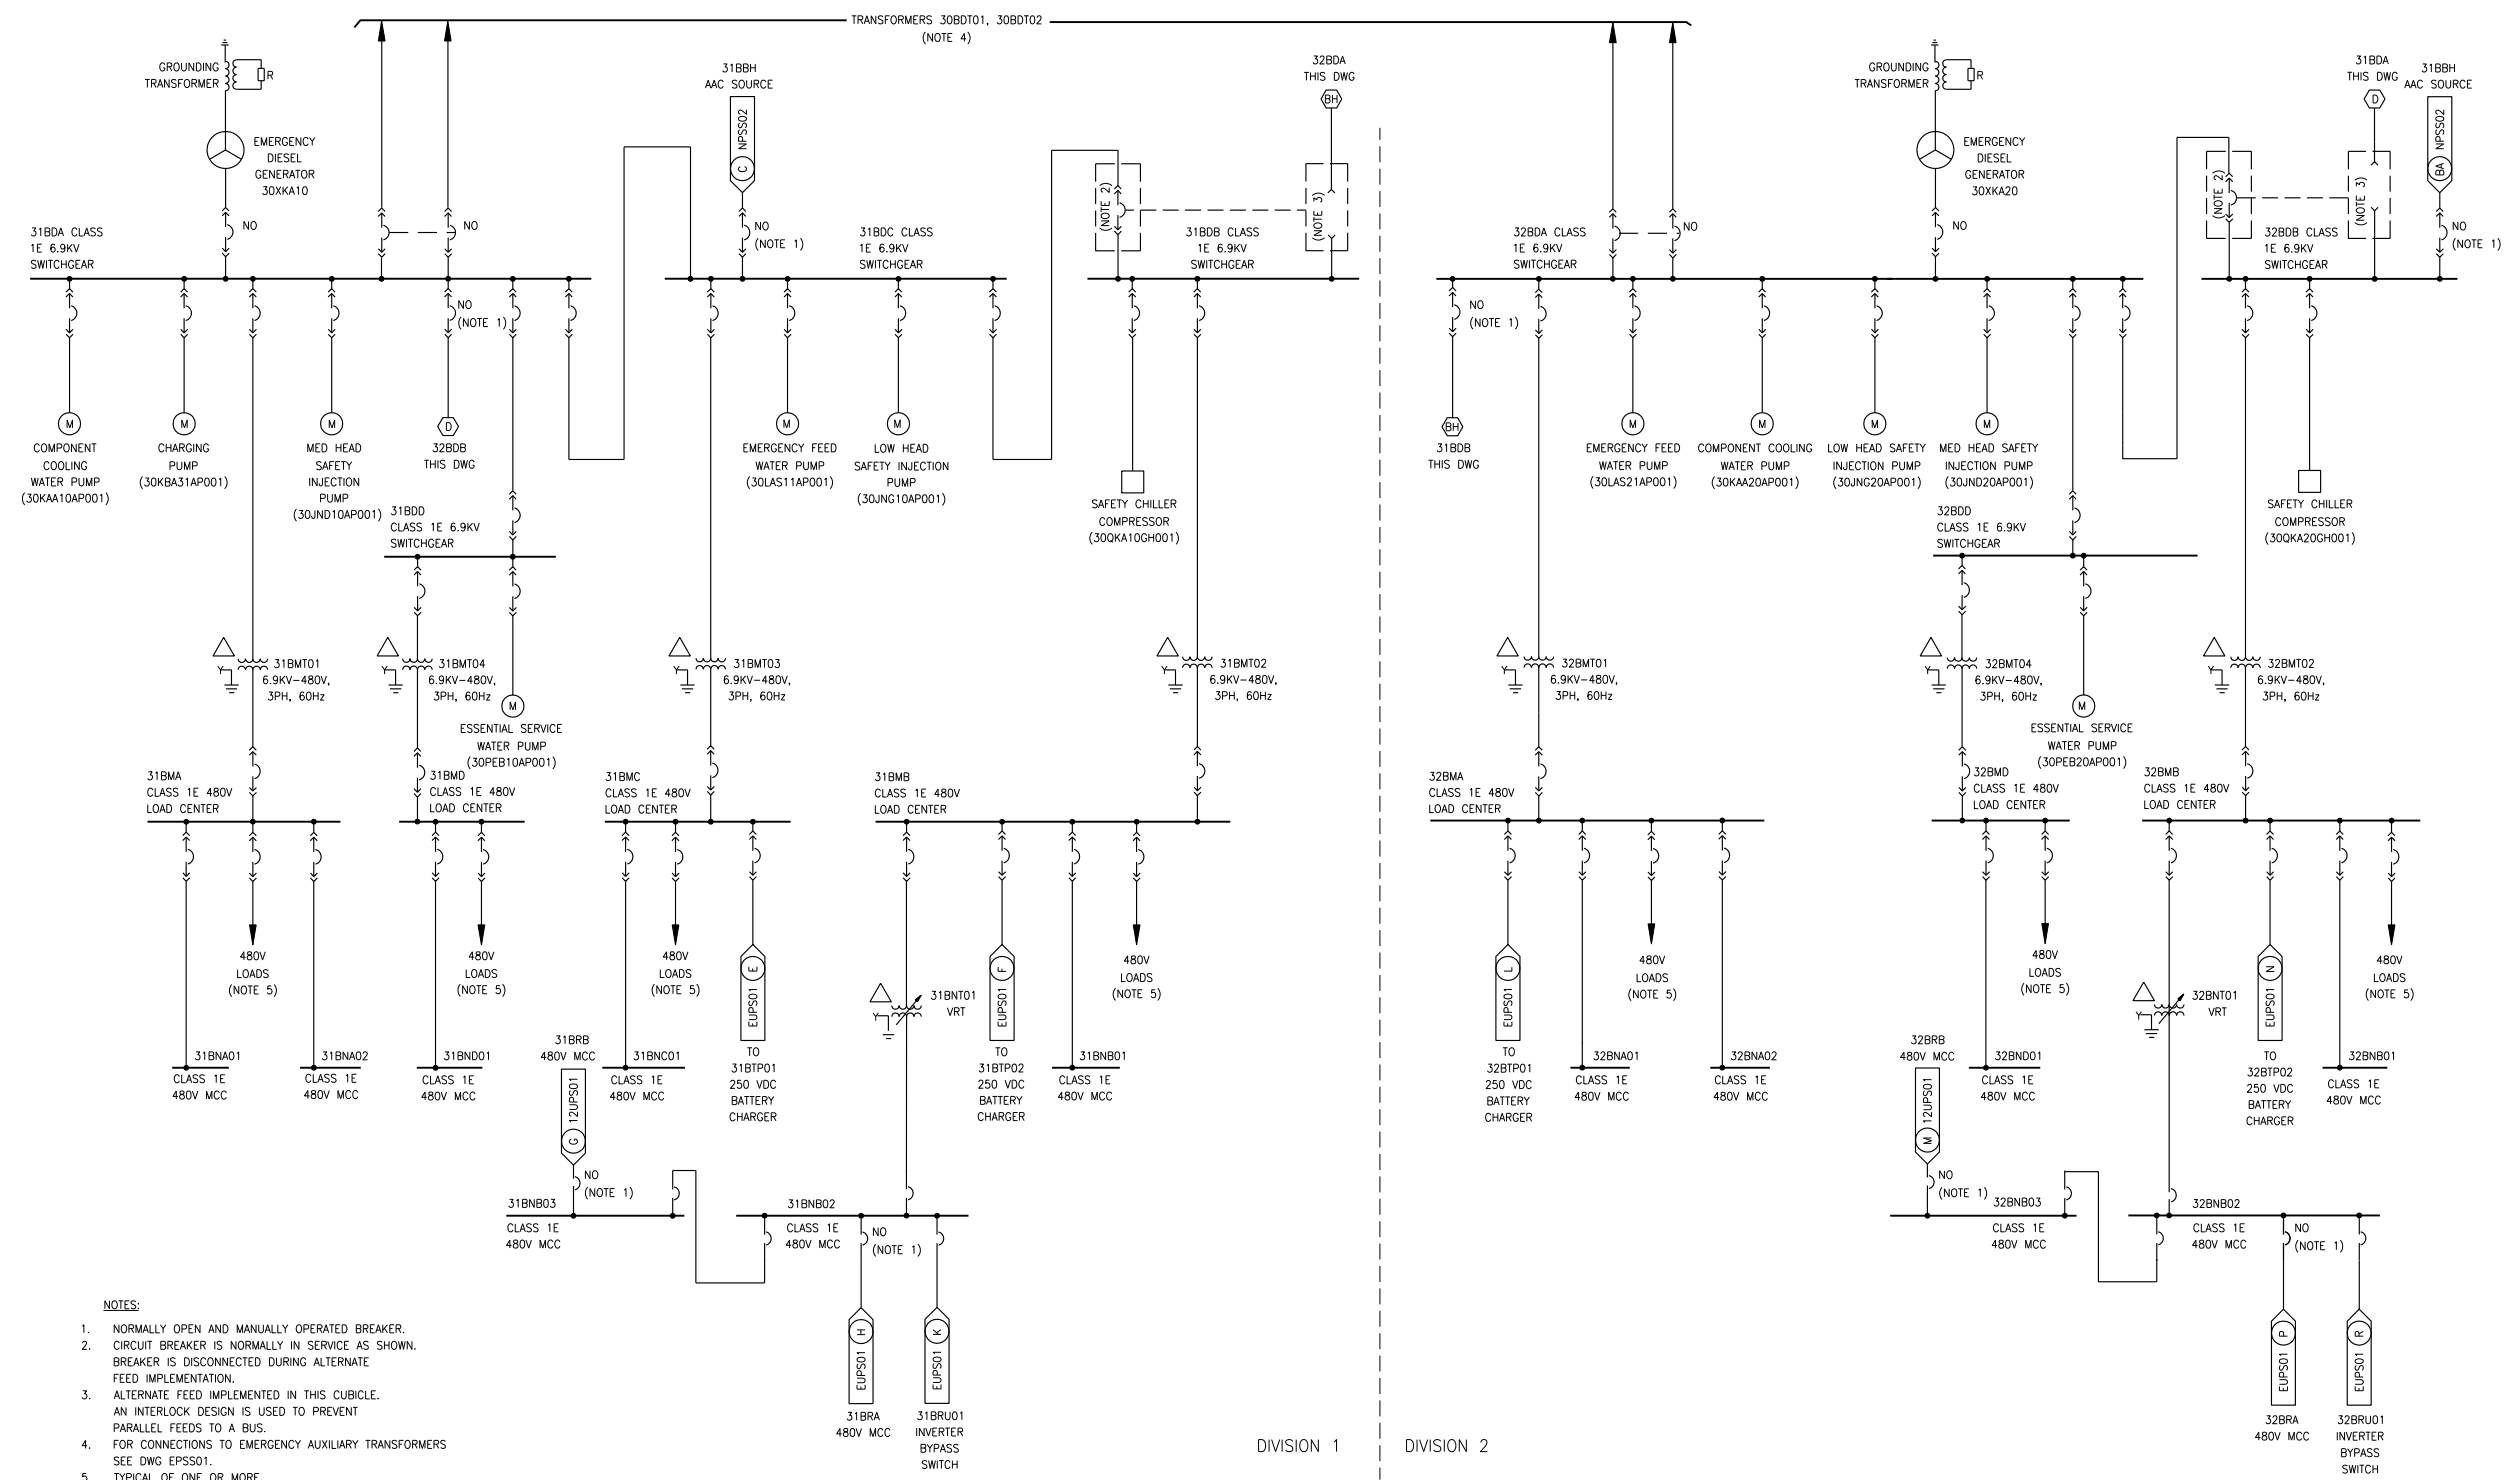 TRANSFORMERS 30BDT01, 30BDT02
(NOTE 4)
GROUNDING
TRANSFORMER
R
EMERGENCY
DIESEL
GENERATOR
30XKA10
NO
NO
31BBH
AAC SOURCE
C NPSS02
NO
(NOTE 1)
32BDA
THIS DWG
BH
(NOTE 2)
(NOTE 3)
31BDA CLASS
1E 6.9KV
SWITCHGEAR
31BDC CLASS
1E 6.9KV
SWITCHGEAR
31BDB CLASS
1E 6.9KV
SWITCHGEAR
NO
(NOTE 1)
M
COMPONENT
COOLING
WATER PUMP
(30KAA10AP001)
M
CHARGING
PUMP
(30KBA31AP001)
M
MED HEAD
SAFETY
INJECTION
PUMP
(30JND10AP001)
D
32BDB
THIS DWG
M
EMERGENCY FEED
WATER PUMP
(30LAS11AP001)
M
LOW HEAD
SAFETY INJECTION
PUMP
(30JNG10AP001)
SAFETY CHILLER
COMPRESSOR
(30QKA10GH001)
31BDD
CLASS 1E 6.9KV
SWITCHGEAR
Y
31BMT01
6.9KV-480V,
3PH, 60Hz
Y
31BMT04
6.9KV-480V,
3PH, 60Hz
M
ESSENTIAL SERVICE
WATER PUMP
(30PEB10AP001)
Y
31BMT03
6.9KV-480V,
3PH, 60Hz
Y
31BMT02
6.9KV-480V,
3PH, 60Hz
31BMA
CLASS 1E 480V
LOAD CENTER
31BMD
CLASS 1E 480V
LOAD CENTER
31BMC
CLASS 1E 480V
LOAD CENTER
31BMB
CLASS 1E 480V
LOAD CENTER
480V
LOADS
(NOTE 5)
480V
LOADS
(NOTE 5)
480V
LOADS
(NOTE 5)
EUPS01 E
TO
31BTP01
250 VDC
BATTERY
CHARGER
Y
31BNT01
VRT
EUPS01 F
TO
31BTP02
250 VDC
BATTERY
CHARGER
480V
LOADS
(NOTE 5)
31BNA01
CLASS 1E
480V MCC
31BNA02
CLASS 1E
480V MCC
31BND01
CLASS 1E
480V MCC
31BRB
480V MCC
G 12UPS01
NO
(NOTE 1)
31BNC01
CLASS 1E
480V MCC
31BNB01
CLASS 1E
480V MCC
31BNB03
CLASS 1E
480V MCC
31BNB02
CLASS 1E
480V MCC
NO
(NOTE 1)
EUPS01 H
31BRA
480V MCC
EUPS01 K
31BRU01
INVERTER
BYPASS
SWITCH
DIVISION 1
GROUNDING
TRANSFORMER
R
EMERGENCY
DIESEL
GENERATOR
30XKA20
NO
NO
31BDA
THIS DWG
D
31BBH
AAC SOURCE
BA NPSS02
NO
(NOTE 1)
(NOTE 2)
(NOTE 3)
32BDA CLASS
1E 6.9KV
SWITCHGEAR
32BDB CLASS
1E 6.9KV
SWITCHGEAR
NO
(NOTE 1)
BH
31BDB
THIS DWG
M
EMERGENCY FEED
WATER PUMP
(30LAS21AP001)
M
COMPONENT COOLING
WATER PUMP
(30KAA20AP001)
M
LOW HEAD SAFETY
INJECTION PUMP
(30JNG20AP001)
M
MED HEAD SAFETY
INJECTION PUMP
(30JND20AP001)
SAFETY CHILLER
COMPRESSOR
(30QKA20GH001)
32BDD
CLASS 1E 6.9KV
SWITCHGEAR
Y
32BMT01
6.9KV-480V,
3PH, 60Hz
Y
32BMT04
6.9KV-480V,
3PH, 60Hz
M
ESSENTIAL SERVICE
WATER PUMP
(30PEB20AP001)
Y
32BMT02
6.9KV-480V,
3PH, 60Hz
32BMA
CLASS 1E 480V
LOAD CENTER
32BMD
CLASS 1E 480V
LOAD CENTER
32BMB
CLASS 1E 480V
LOAD CENTER
EUPS01 L
TO
32BTP01
250 VDC
BATTERY
CHARGER
480V
LOADS
(NOTE 5)
480V
LOADS
(NOTE 5)
Y
32BNT01
VRT
EUPS01 N
TO
32BTP02
250 VDC
BATTERY
CHARGER
480V
LOADS
(NOTE 5)
32BNA01
CLASS 1E
480V MCC
32BNA02
CLASS 1E
480V MCC
32BRB
480V MCC
M 12UPS01
NO
(NOTE 1)
32BND01
CLASS 1E
480V MCC
32BNB01
CLASS 1E
480V MCC
32BNB03
CLASS 1E
480V MCC
32BNB02
CLASS 1E
480V MCC
NO
(NOTE 1)
EUPS01 P
32BRA
480V MCC
EUPS01 R
32BRU01
INVERTER
BYPASS
SWITCH
DIVISION 2
NOTES:
1. NORMALLY OPEN AND MANUALLY OPERATED BREAKER.
2. CIRCUIT BREAKER IS NORMALLY IN SERVICE AS SHOWN.
BREAKER IS DISCONNECTED DURING ALTERNATE
FEED IMPLEMENTATION.
3. ALTERNATE FEED IMPLEMENTED IN THIS CUBICLE.
AN INTERLOCK DESIGN IS USED TO PREVENT
PARALLEL FEEDS TO A BUS.
4. FOR CONNECTIONS TO EMERGENCY AUXILIARY TRANSFORMERS
SEE DWG EPSS01.
5. TYPICAL OF ONE OR MORE